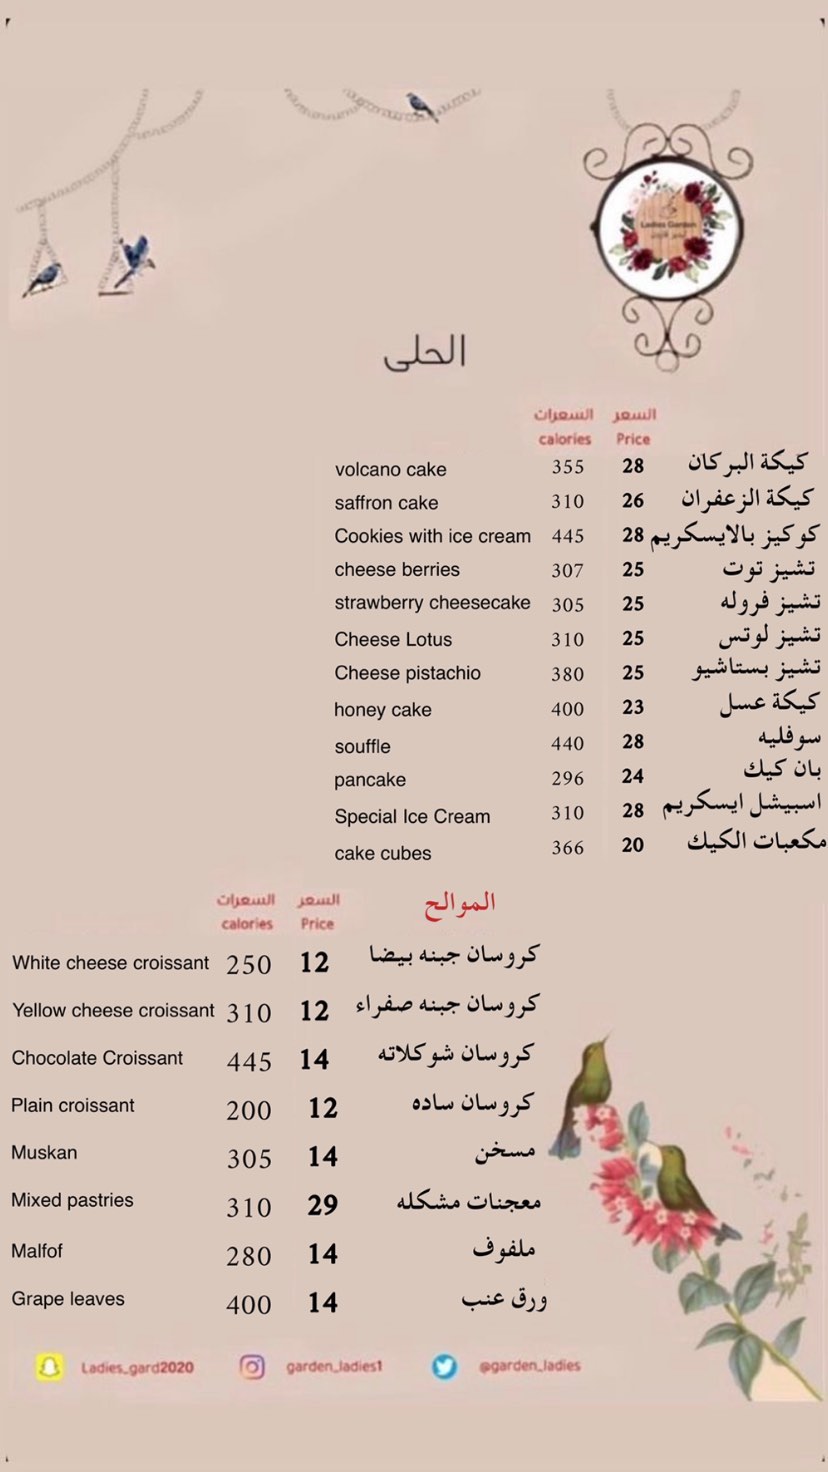 Ladies Garden
ليديز قاردن
الحلى
السعرات السعر
calories Price
volcano cake 355 28 كيكة البركان
saffron cake 310 26 كيكة الزعفران
Cookies with ice cream 445 28 كوكيز بالايسكريم
cheese berries 307 25 تشيز توت
strawberry cheesecake 305 25 تشيز فروله
Cheese Lotus 310 25 تشيز لوتس
Cheese pistachio 380 25 تشيز بستاشيو
honey cake 400 23 كيكة عسل
souffle 440 28 سوفليه
pancake 296 24 بان كيك
Special Ice Cream 310 28 اسبيشل ايسكريم
cake cubes 366 20 مكعبات الكيك
السعرات السعر الموالح
calories Price
White cheese croissant 250 12 كروسان جبنه بيضا
Yellow cheese croissant 310 12 كروسان جبنه صفراء
Chocolate Croissant 445 14 كروسان شوكلاته
Plain croissant 200 12 كروسان ساده
Muskan 305 14 مسخن
Mixed pastries 310 29 معجنات مشكله
Malfof 280 14 ملفوف
Grape leaves 400 14 ورق عنب
Ladies_gard2020 garden_ladies1 @garden_ladies